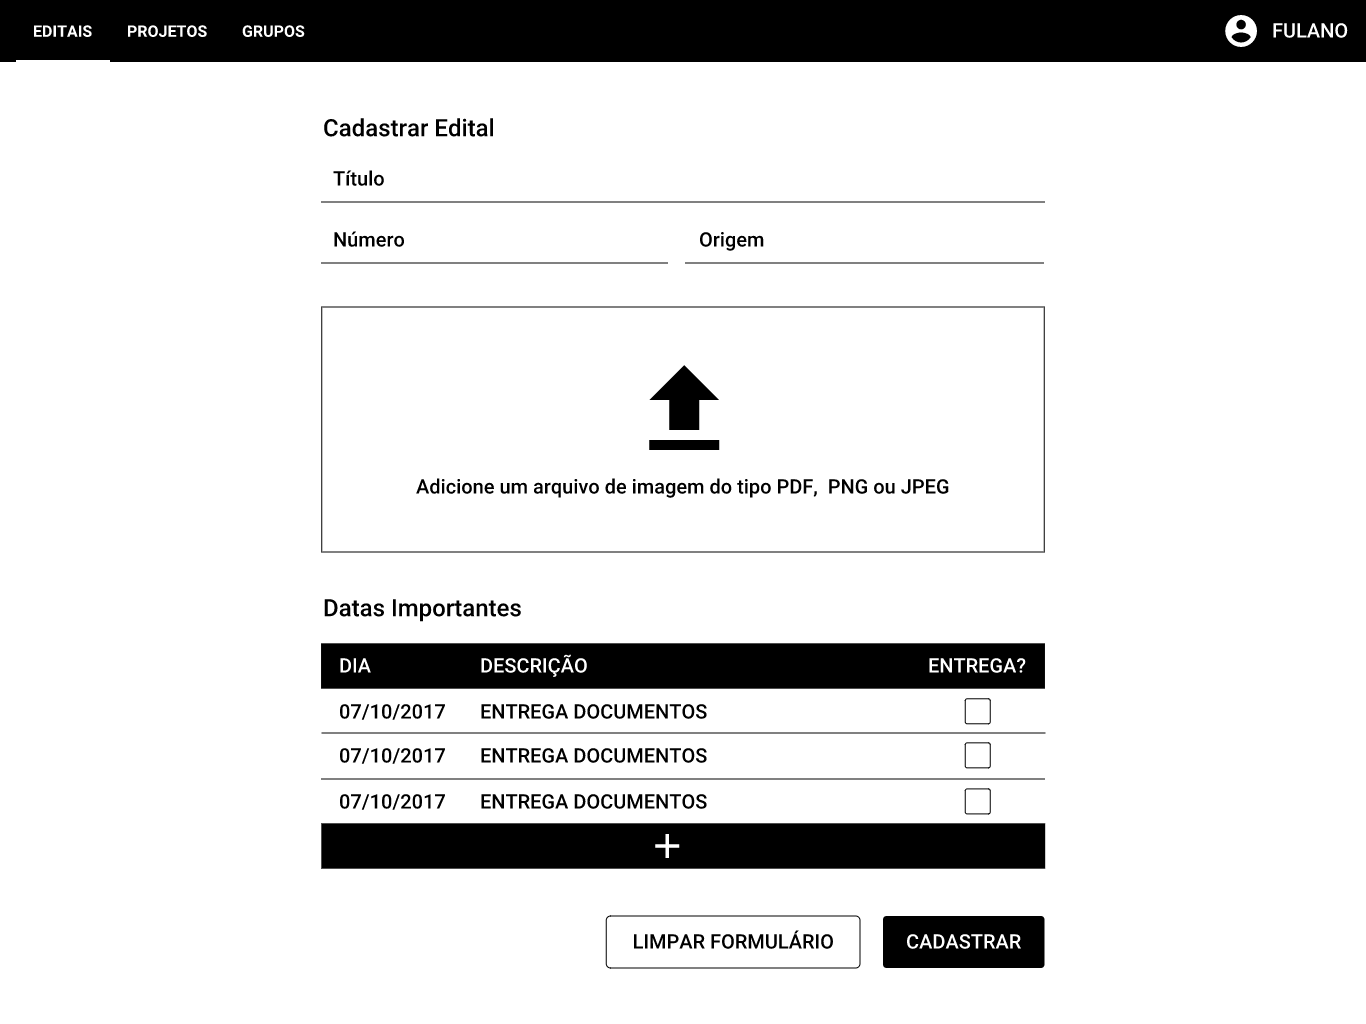 EDITAIS PROJETOS GRUPOS FULANO
Cadastrar Edital
Título
Número Origem
Adicione um arquivo de imagem do tipo PDF,  PNG ou JPEG
Datas Importantes
DIA DESCRIÇÃO ENTREGA?
07/10/2017 ENTREGA DOCUMENTOS
07/10/2017 ENTREGA DOCUMENTOS
07/10/2017 ENTREGA DOCUMENTOS
+
LIMPAR FORMULÁRIO CADASTRAR